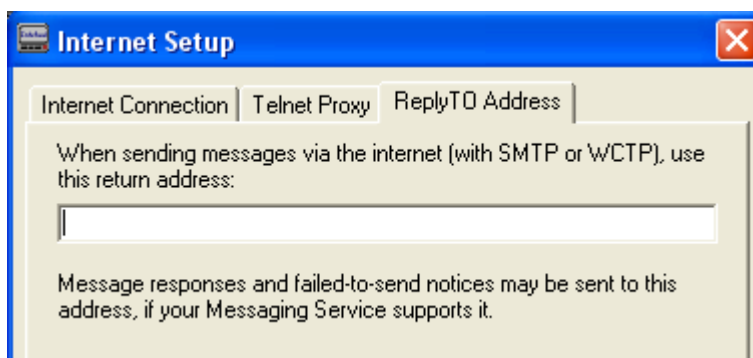 Internet Setup
Internet Connection
Telnet Proxy
ReplyTO Address
When sending messages via the internet (with SMTP or WCTP), use
this return address:
Message responses and failed-to-send notices may be sent to this
address, if your Messaging Service supports it.